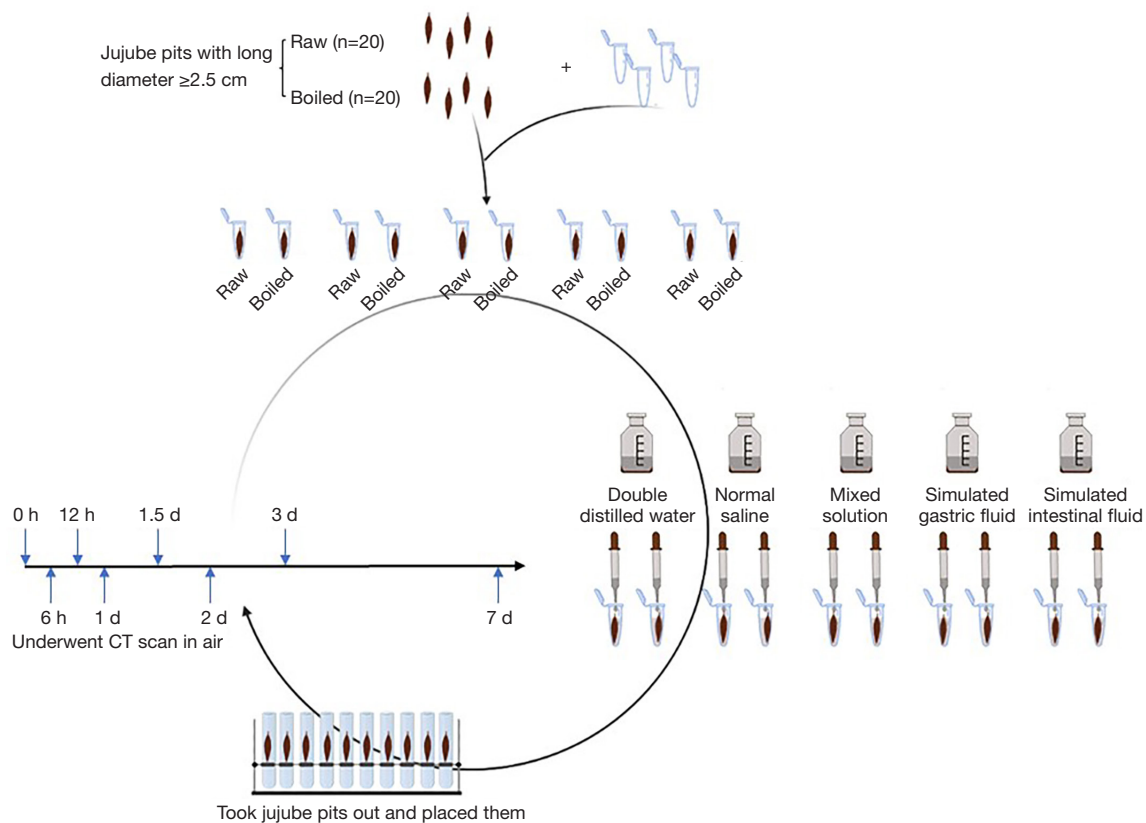 Jujube pits with long
diameter ≥2.5 cm
Raw (n=20)
Boiled (n=20)
+
Raw
Boiled
Raw
Boiled
Raw
Boiled
Raw
Boiled
Raw
Boiled
Double
distilled water
Normal
saline
Mixed
solution
Simulated
gastric fluid
Simulated
intestinal fluid
0 h 12 h 1.5 d 3 d
6 h 1 d 2 d 7 d
Underwent CT scan in air
Took jujube pits out and placed them